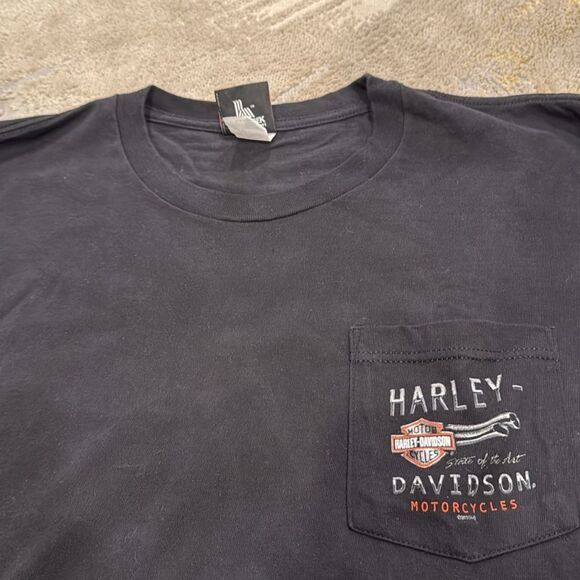 HARLEY-
MOTOR
HARLEY-DAVIDSON
CYCLES
State of the Art
DAVIDSON®
MOTORCYCLES